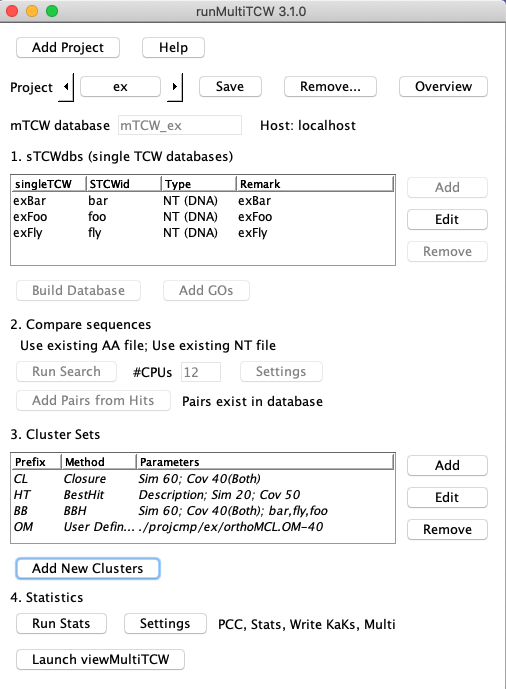 runMultiTCW 3.1.0
Add Project Help
Project ex Save Remove... Overview
mTCW database mTCW_ex Host: localhost
1. sTCWdbs (single TCW databases)
singleTCW STCWid Type Remark
exBar bar NT (DNA) exBar
exFoo foo NT (DNA) exFoo
exFly fly NT (DNA) exFly
Add
Edit
Remove
Build Database Add GOs
2. Compare sequences
Use existing AA file; Use existing NT file
Run Search #CPUs 12 Settings
Add Pairs from Hits Pairs exist in database
3. Cluster Sets
Prefix Method Parameters
CL Closure Sim 60; Cov 40(Both)
HT BestHit Description; Sim 20; Cov 50
BB BBH Sim 60; Cov 40(Both); bar,fly,foo
OM User Defin... ./projcmp/ex/orthoMCL.OM-40
Add
Edit
Remove
Add New Clusters
4. Statistics
Run Stats Settings PCC, Stats, Write KaKs, Multi
Launch viewMultiTCW